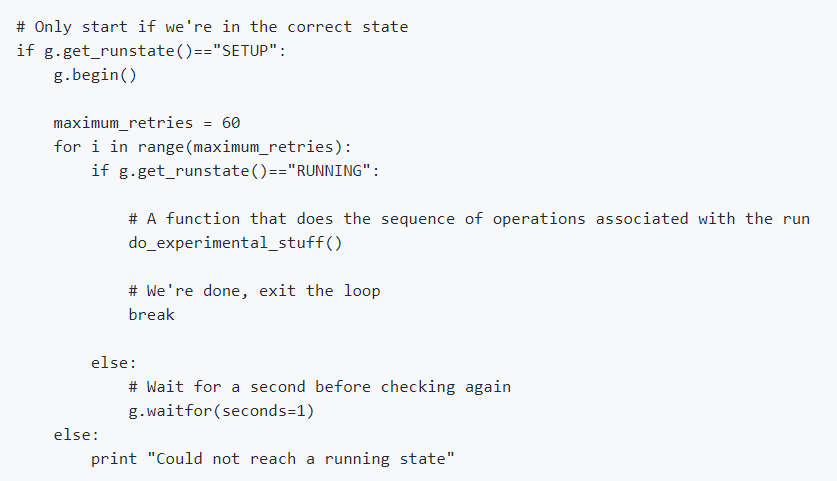 # Only start if we're in the correct state
if g.get_runstate()=="SETUP":
    g.begin()

    maximum_retries = 60
    for i in range(maximum_retries):
        if g.get_runstate()=="RUNNING":

            # A function that does the sequence of operations associated with the run
            do_experimental_stuff()

            # We're done, exit the loop
            break

        else:
            # Wait for a second before checking again
            g.waitfor(seconds=1)
    else:
        print "Could not reach a running state"